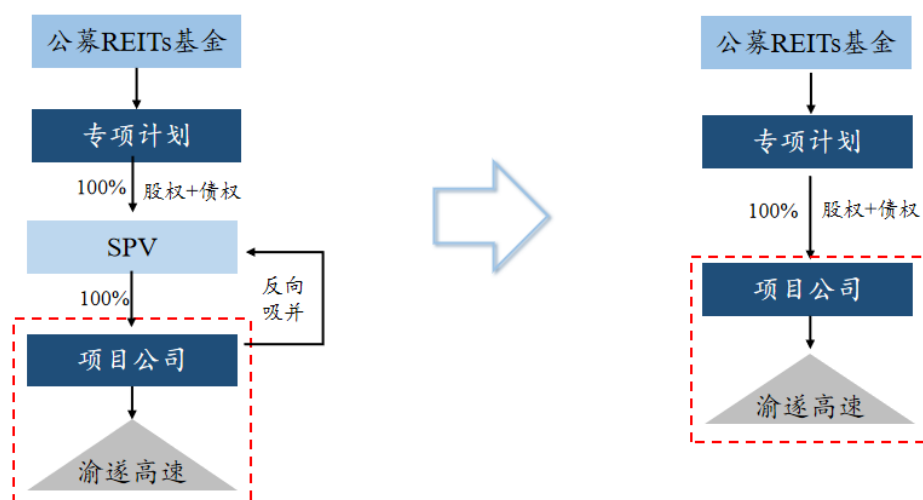 公募REITs基金
专项计划
100%
股权+债权
SPV
100%
反向
吸并
项目公司
渝遂高速
公募REITs基金
专项计划
100%
股权+债权
项目公司
渝遂高速